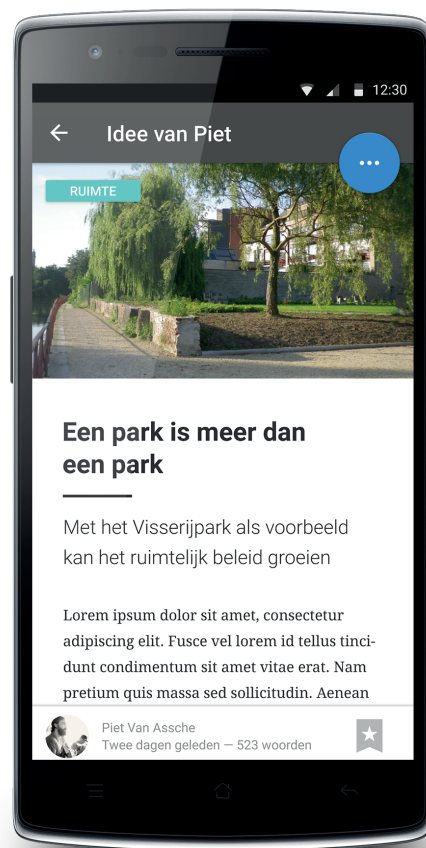 12:30
Idee van Piet
RUIMTE
Een park is meer dan
een park
Met het Visserijpark als voorbeeld
kan het ruimtelijk beleid groeien
Lorem ipsum dolor sit amet, consectetur
adipiscing elit. Fusce vel lorem id tellus tinci-
dunt condimentum sit amet vitae erat. Nam
pretium quis massa sed sollicitudin. Aenean
Piet Van Assche
Twee dagen geleden — 523 woorden